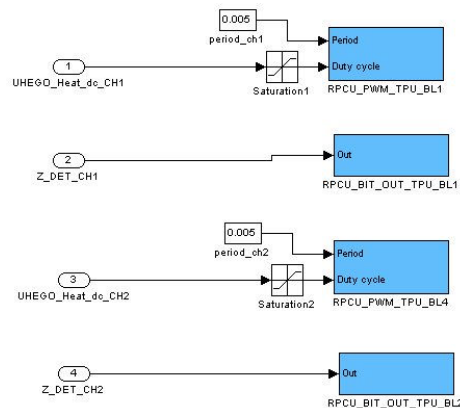 0.005
period_ch1
Period
1
Duty cycle
UHEGO_Heat_dc_CH1
Saturation1
RPCU_PWM_TPU_BL1
2
Out
Z_DET_CH1
RPCU_BIT_OUT_TPU_BL1
0.005
period_ch2
Period
3
Duty cycle
UHEGO_Heat_dc_CH2
Saturation2
RPCU_PWM_TPU_BL4
4
Out
Z_DET_CH2
RPCU_BIT_OUT_TPU_BL2